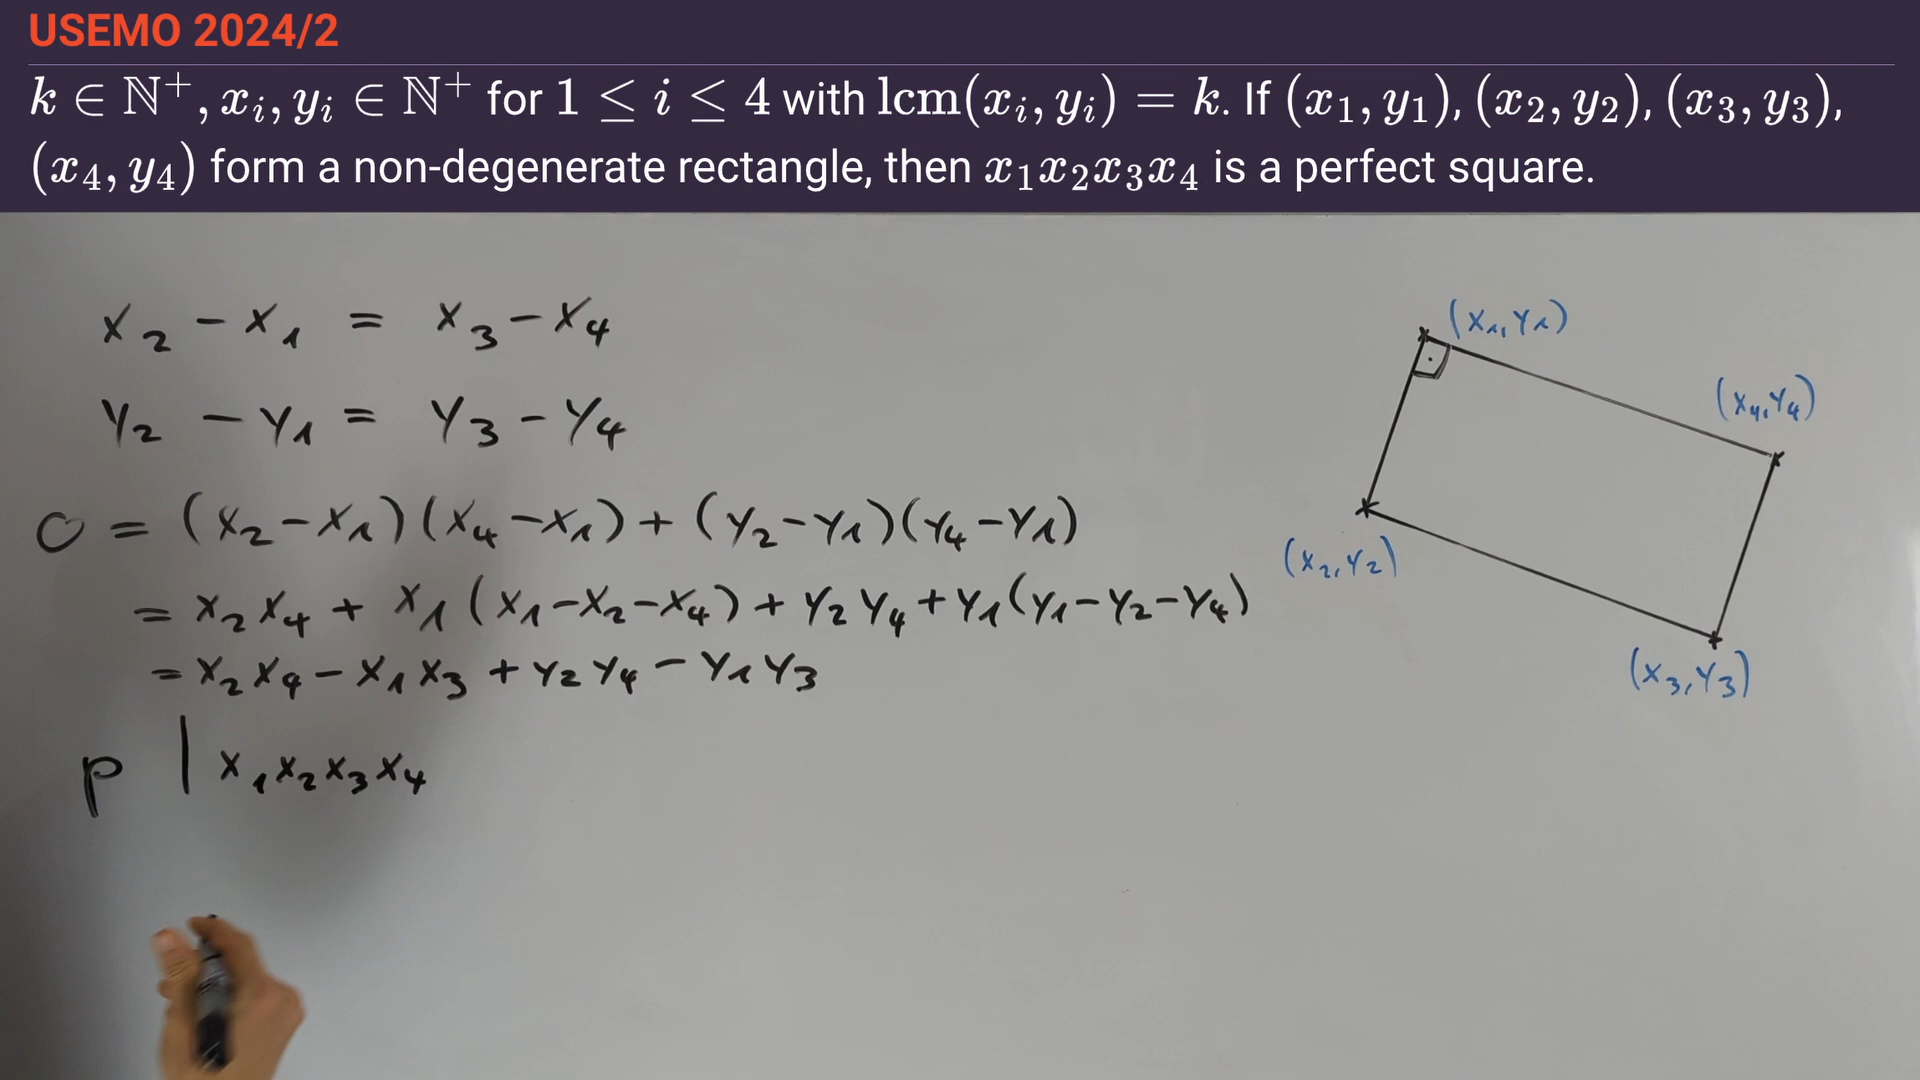 USEMO 2024/2
k ∈ ℕ⁺, xᵢ, yᵢ ∈ ℕ⁺ for 1 ≤ i ≤ 4 with lcm(xᵢ, yᵢ) = k. If (x₁, y₁), (x₂, y₂), (x₃, y₃),
(x₄, y₄) form a non-degenerate rectangle, then x₁x₂x₃x₄ is a perfect square.
x₂ - x₁ = x₃ - x₄
y₂ - y₁ = y₃ - y₄
0 = (x₂ - x₁)(x₄ - x₁) + (y₂ - y₁)(y₄ - y₁)
= x₂x₄ + x₁(x₁ - x₂ - x₄) + y₂y₄ + y₁(y₁ - y₂ - y₄)
= x₂x₄ - x₁x₃ + y₂y₄ - y₁y₃
p | x₁x₂x₃x₄
(x₁, y₁)
(x₄, y₄)
(x₂, y₂)
(x₃, y₃)